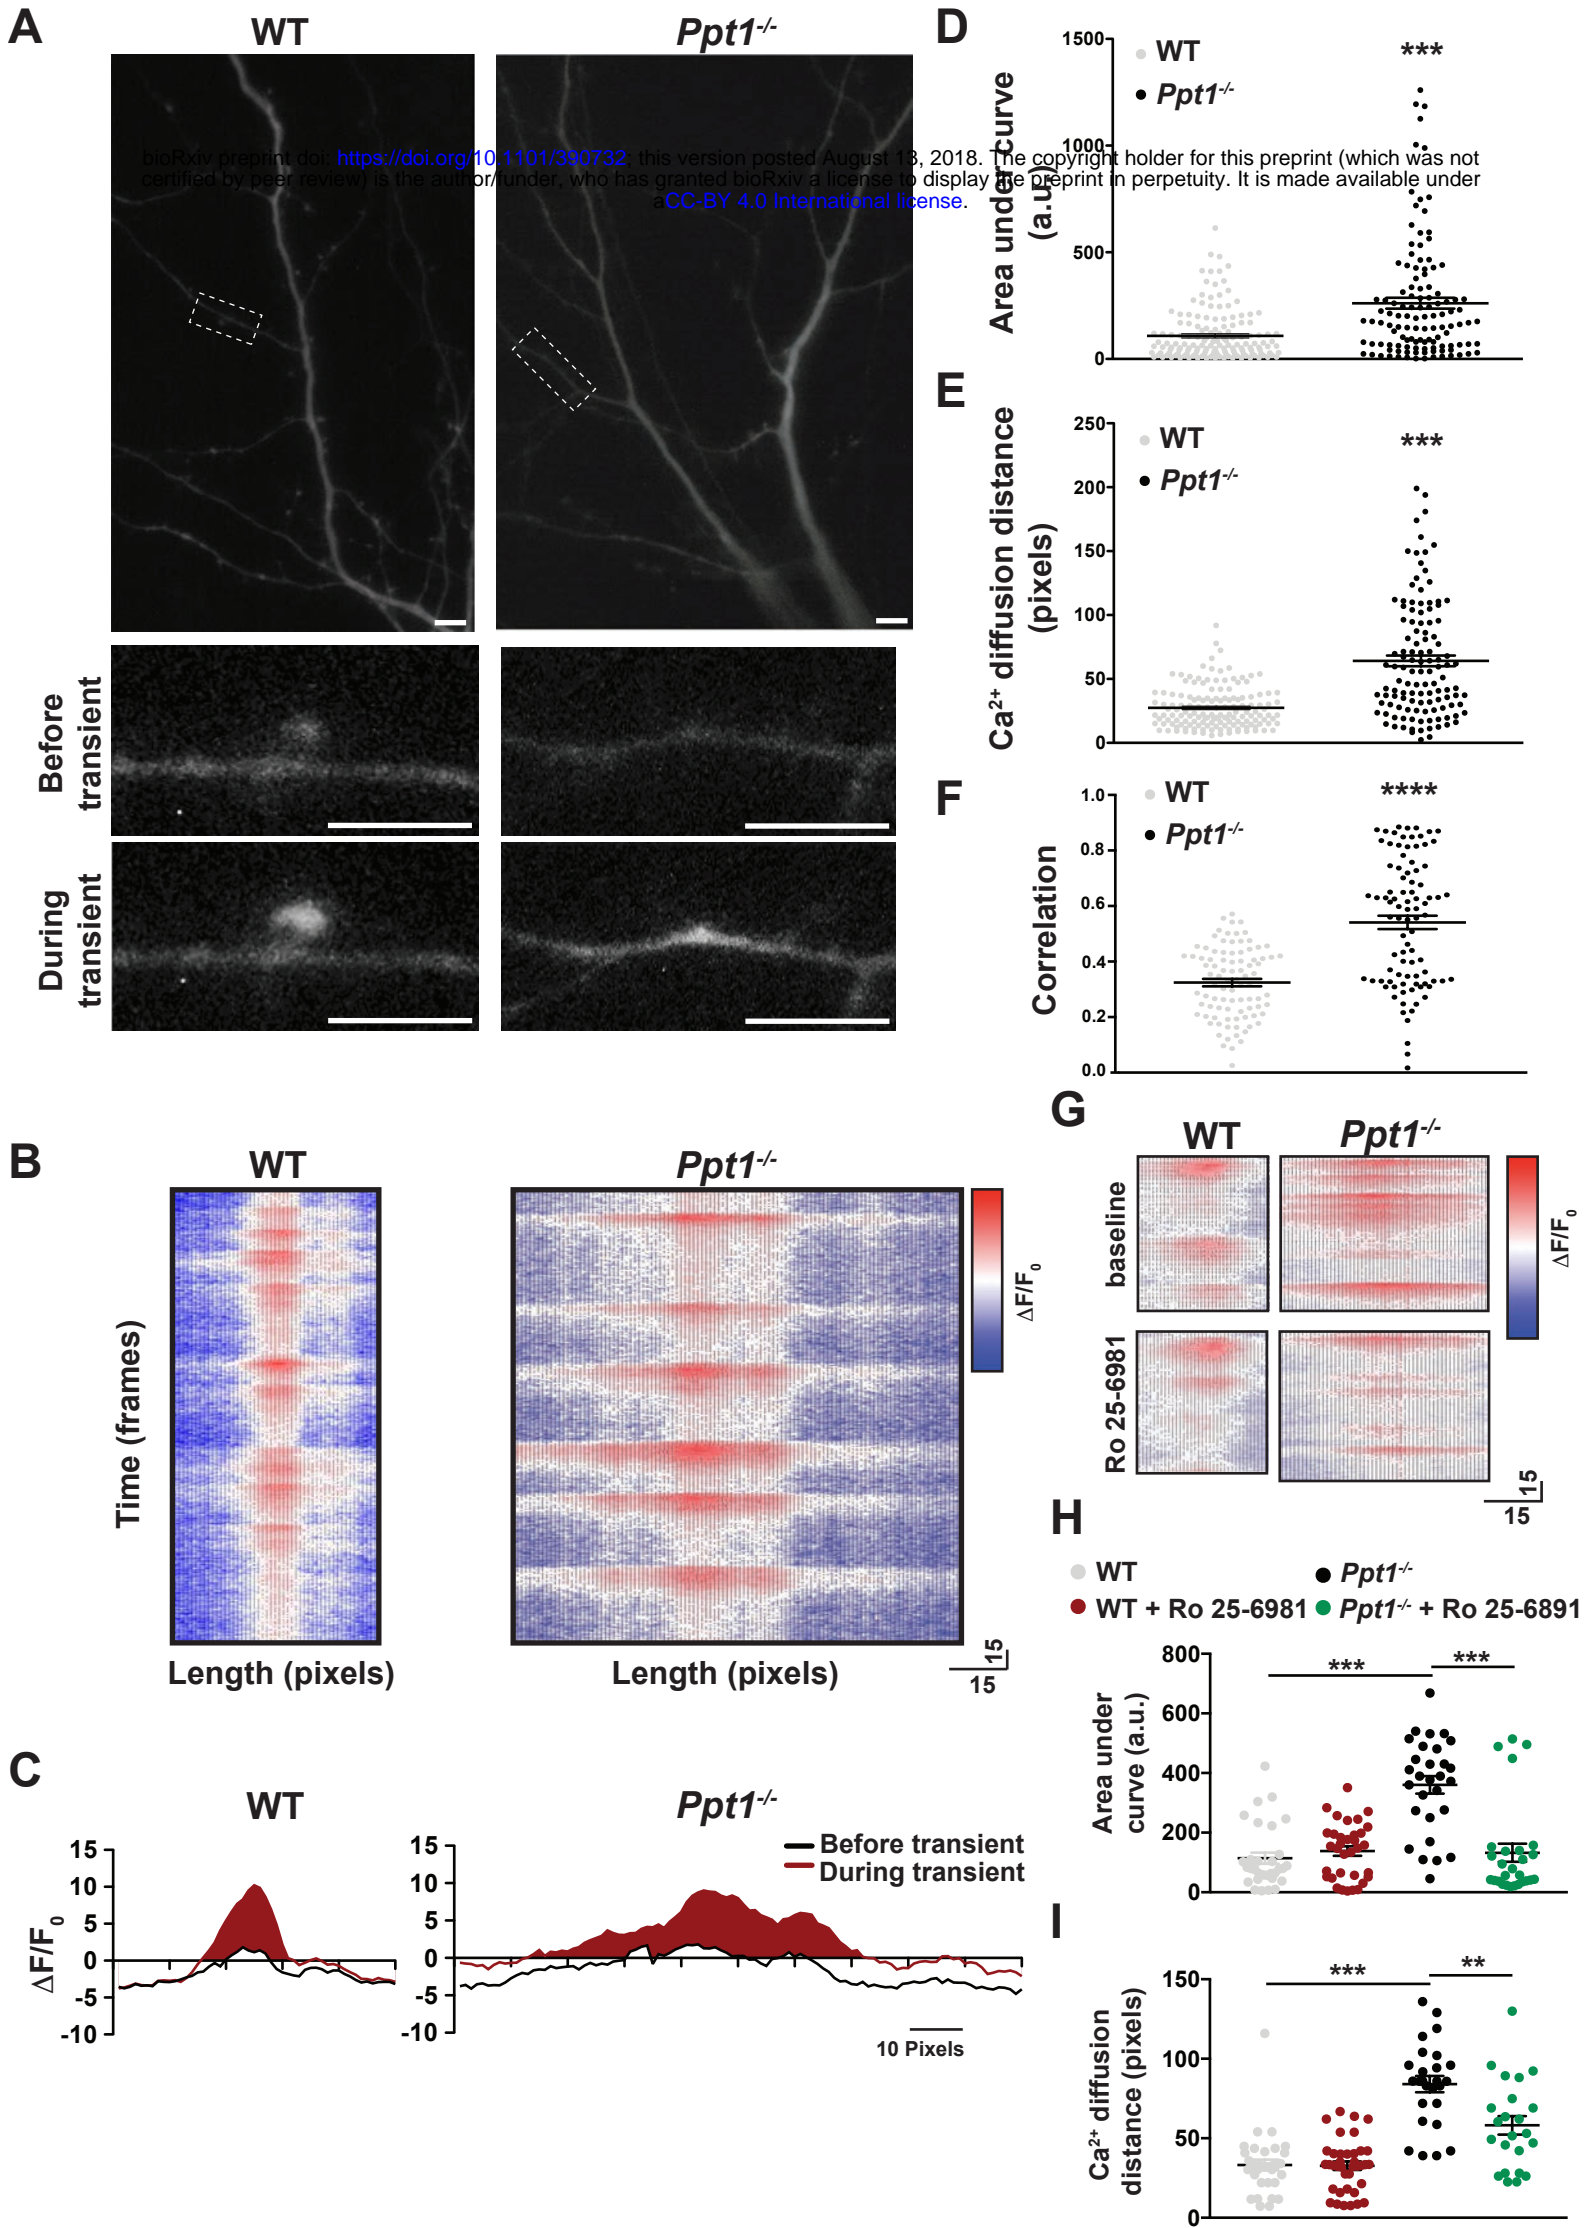 A
WT
Ppt1-/-
bioRxiv preprint doi: https://doi.org/10.1101/390732; this version posted August 13, 2018. The copyright holder for this preprint (which was not
certified by peer review) is the author/funder, who has granted bioRxiv a license to display the preprint in perpetuity. It is made available under
aCC-BY 4.0 International license.
Before
transient
During
transient
B
WT
Ppt1-/-
Time (frames)
Length (pixels)
Length (pixels)
ΔF/F0
15
15
C
WT
Ppt1-/-
Before transient
During transient
ΔF/F0
15
10
5
0
-5
-10
15
10
5
0
-5
-10
10 Pixels
D
WT
Ppt1-/-
***
Area under curve
(a.u.)
1500
1000
500
0
E
WT
Ppt1-/-
***
Ca2+ diffusion distance
(pixels)
250
200
150
100
50
0
F
WT
Ppt1-/-
****
Correlation
1.0
0.8
0.6
0.4
0.2
0.0
G
WT
Ppt1-/-
baseline
Ro 25-6981
ΔF/F0
15
15
H
WT
Ppt1-/-
WT + Ro 25-6981
Ppt1-/- + Ro 25-6891
Area under
curve (a.u.)
800
600
400
200
0
***
***
I
Ca2+ diffusion
distance (pixels)
150
100
50
0
***
**